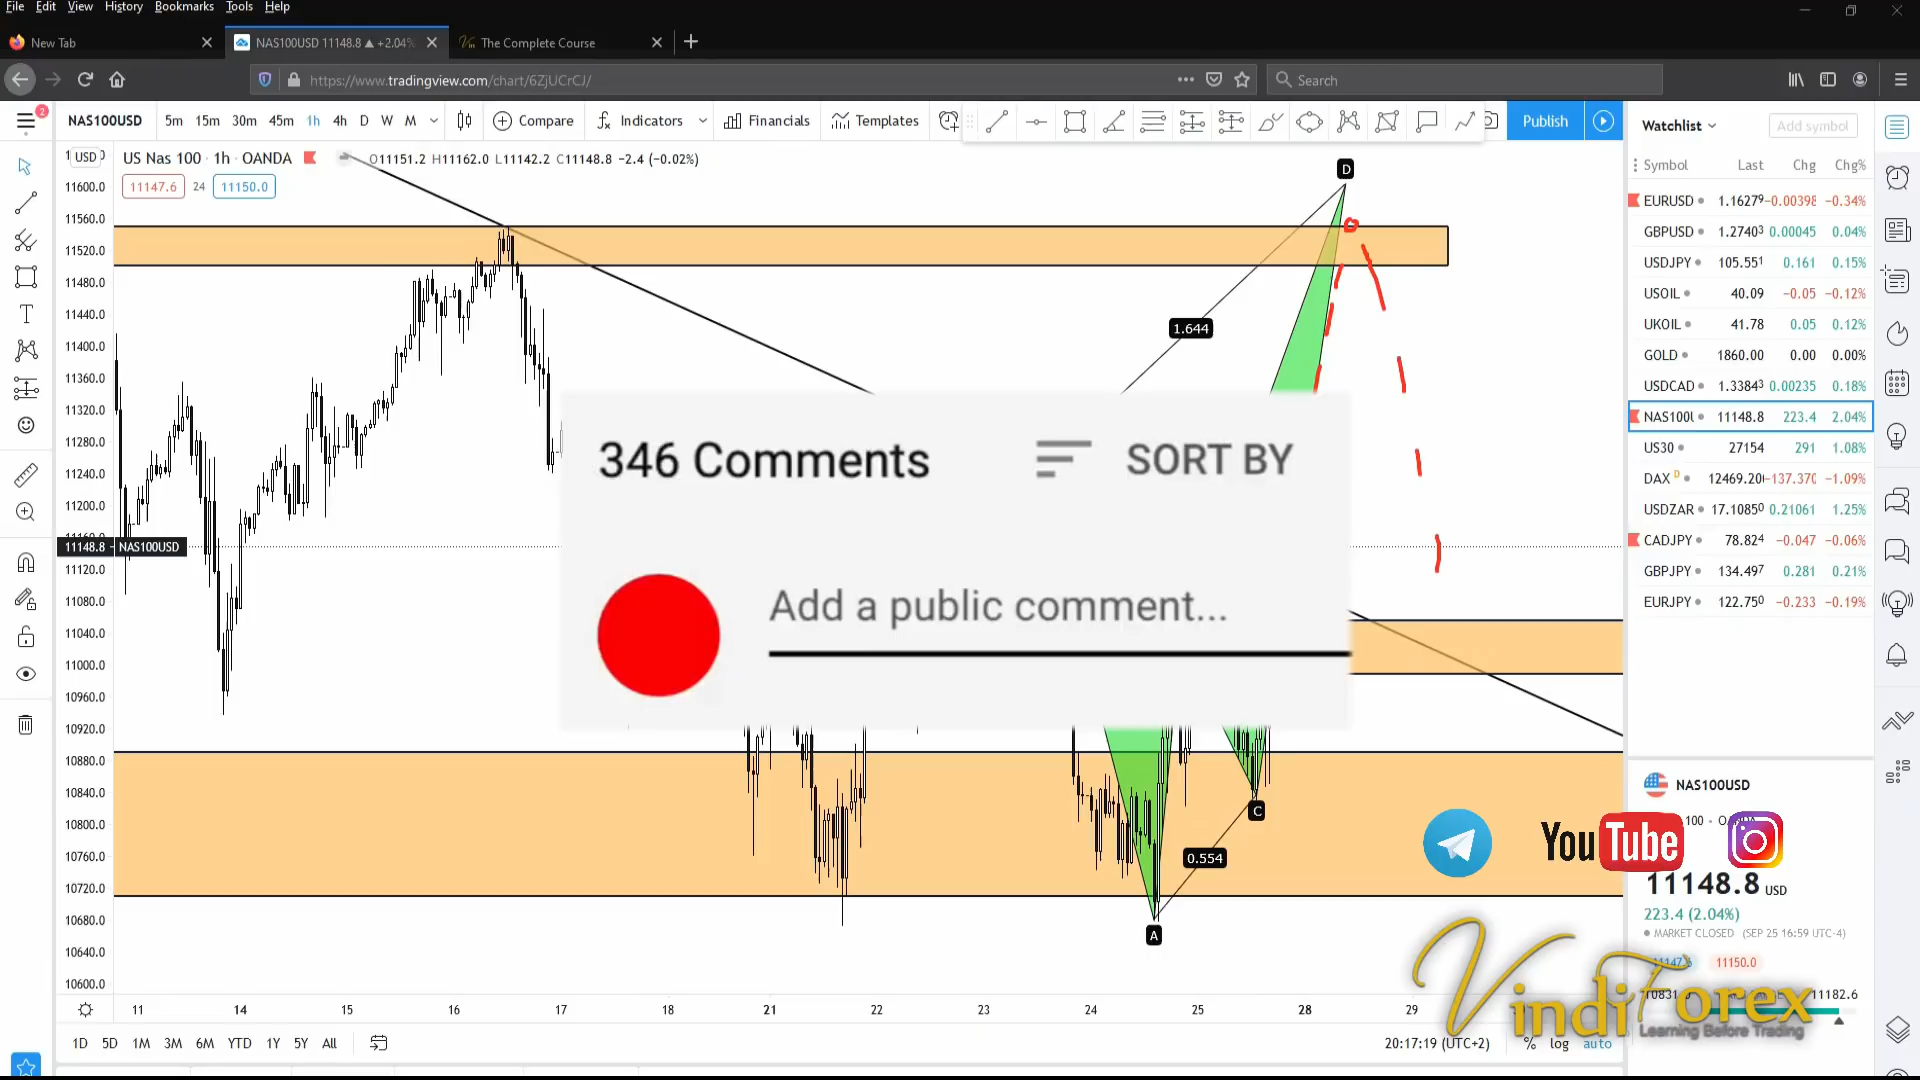 File Edit View History Bookmarks Tools Help
New Tab
NAS100USD 11148.8 ▲ +2.04%
The Complete Course
https://www.tradingview.com/chart/6ZjUCrCJ/
Search
2
NAS100USD
5m 15m 30m 45m 1h 4h D W M
Compare
Indicators
Financials
Templates
Publish
Watchlist
Add symbol
USD
US Nas 100 · 1h · OANDA
O11151.2 H11162.0 L11142.2 C11148.8 −2.4 (−0.02%)
11147.6 24 11150.0
Symbol Last Chg Chg%
EURUSD 1.16279 −0.00398 −0.34%
GBPUSD 1.27403 0.00045 0.04%
USDJPY 105.551 0.161 0.15%
USOIL 40.09 −0.05 −0.12%
UKOIL 41.78 0.05 0.12%
GOLD 1860.00 0.00 0.00%
USDCAD 1.33843 0.00235 0.18%
NAS100U 11148.8 223.4 2.04%
US30 27154 291 1.08%
DAX D 12469.20 −137.370 −1.09%
USDZAR 17.10850 0.21061 1.25%
CADJPY 78.824 −0.047 −0.06%
GBPJPY 134.497 0.281 0.21%
EURJPY 122.750 −0.233 −0.19%
11600.0
11560.0
11520.0
11480.0
11440.0
11400.0
11360.0
11320.0
11280.0
11240.0
11200.0
11148.8 NAS100USD
11120.0
11080.0
11040.0
11000.0
10960.0
10920.0
10880.0
10840.0
10800.0
10760.0
10720.0
10680.0
10640.0
10600.0
D
1.644
346 Comments
SORT BY
Add a public comment...
C
0.554
A
NAS100USD
100 · OANDA
YouTube
11148.8 USD
223.4 (2.04%)
MARKET CLOSED (SEP 25 16:59 UTC-4)
11147.6 11150.0
11182.6
VindiForex
Learning Before Trading
11 14 15 16 17 18 21 22 23 24 25 28 29
1D 5D 1M 3M 6M YTD 1Y 5Y All
20:17:19 (UTC+2) % log auto